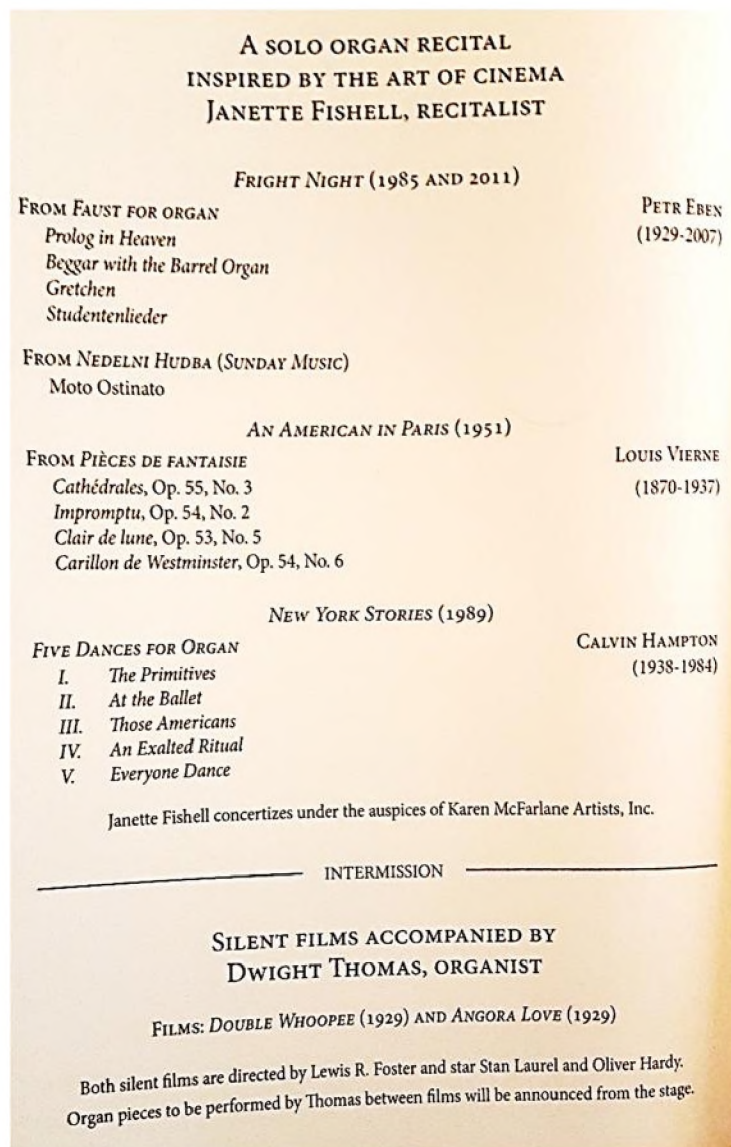 A SOLO ORGAN RECITAL
INSPIRED BY THE ART OF CINEMA
JANETTE FISHELL, RECITALIST
FRIGHT NIGHT (1985 AND 2011)
FROM FAUST FOR ORGAN PETR EBEN
Prolog in Heaven (1929-2007)
Beggar with the Barrel Organ
Gretchen
Studentenlieder
FROM NEDELNI HUDBA (SUNDAY MUSIC)
Moto Ostinato
AN AMERICAN IN PARIS (1951)
FROM PIÈCES DE FANTAISIE LOUIS VIERNE
Cathédrales, Op. 55, No. 3 (1870-1937)
Impromptu, Op. 54, No. 2
Clair de lune, Op. 53, No. 5
Carillon de Westminster, Op. 54, No. 6
NEW YORK STORIES (1989)
FIVE DANCES FOR ORGAN CALVIN HAMPTON
I. The Primitives (1938-1984)
II. At the Ballet
III. Those Americans
IV. An Exalted Ritual
V. Everyone Dance
Janette Fishell concertizes under the auspices of Karen McFarlane Artists, Inc.
INTERMISSION
SILENT FILMS ACCOMPANIED BY
DWIGHT THOMAS, ORGANIST
FILMS: DOUBLE WHOOPEE (1929) AND ANGORA LOVE (1929)
Both silent films are directed by Lewis R. Foster and star Stan Laurel and Oliver Hardy.
Organ pieces to be performed by Thomas between films will be announced from the stage.